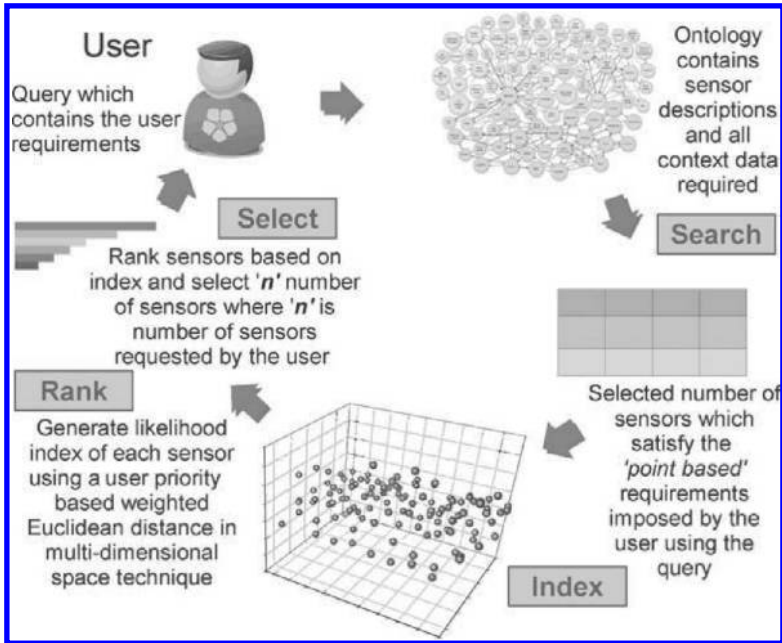 User
Query which
contains the user
requirements
Ontology
contains
sensor
descriptions
and all
context data
required
Search
Selected number of
sensors which
satisfy the
'point based'
requirements
imposed by the
user using the
query
Index
Rank
Generate likelihood
index of each sensor
using a user priority
based weighted
Euclidean distance in
multi-dimensional
space technique
Select
Rank sensors based on
index and select 'n' number
of sensors where 'n' is
number of sensors
requested by the user